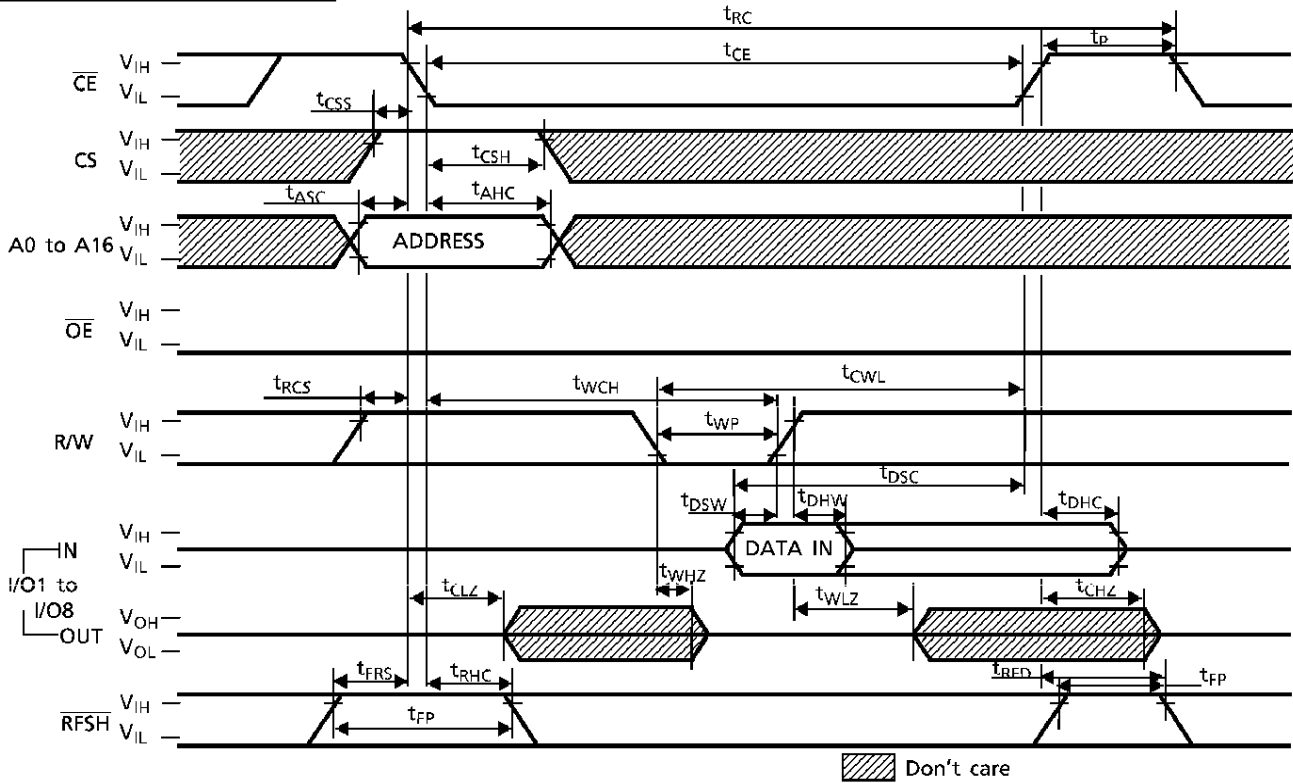 tRC
tCE
tP
CE
VIH
VIL
tCSS
CS
VIH
VIL
tCSH
tASC
tAHC
A0 to A16
VIH
VIL
ADDRESS
OE
VIH
VIL
tRCS
tWCH
tCWL
R/W
VIH
VIL
tWP
tDSC
tDSW
tDHW
tDHC
IN
VIH
VIL
DATA IN
I/O1 to
I/O8
tCLZ
tWHZ
tWLZ
tCHZ
OUT
VOH
VOL
tFRS
tRHC
tRFD
tFP
RFSH
VIH
VIL
tFP
Don't care